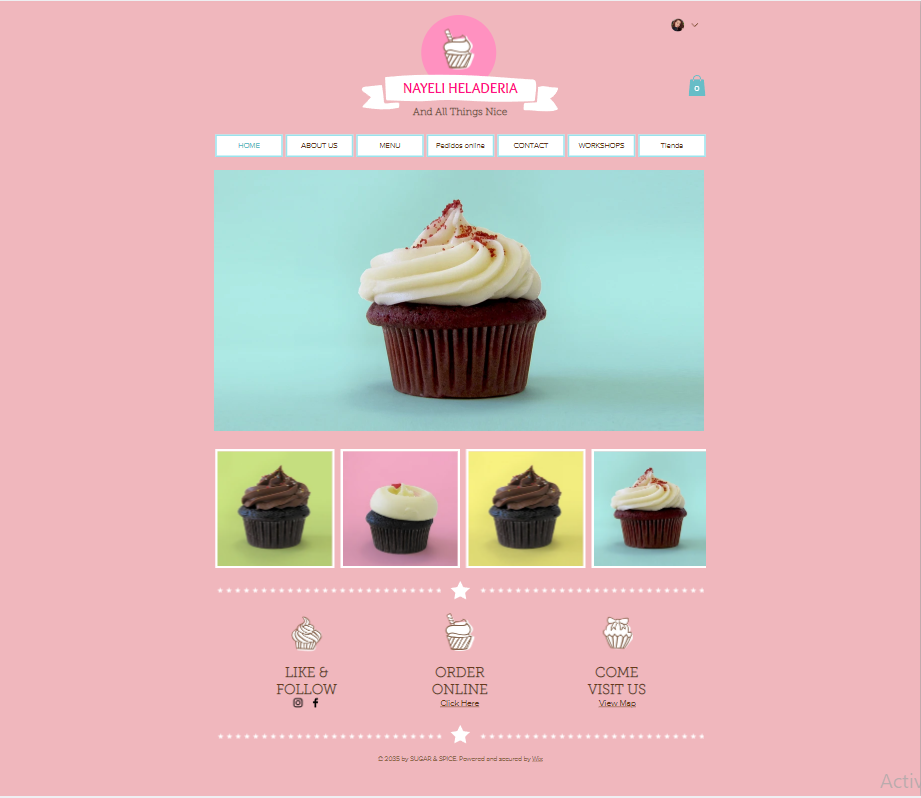 0
NAYELI HELADERIA
And All Things Nice
HOME ABOUT US MENU Pedidos online CONTACT WORKSHOPS Tienda
LIKE &
FOLLOW
ORDER
ONLINE
Click Here
COME
VISIT US
View Map
© 2035 by SUGAR & SPICE. Powered and secured by Wix
Activ